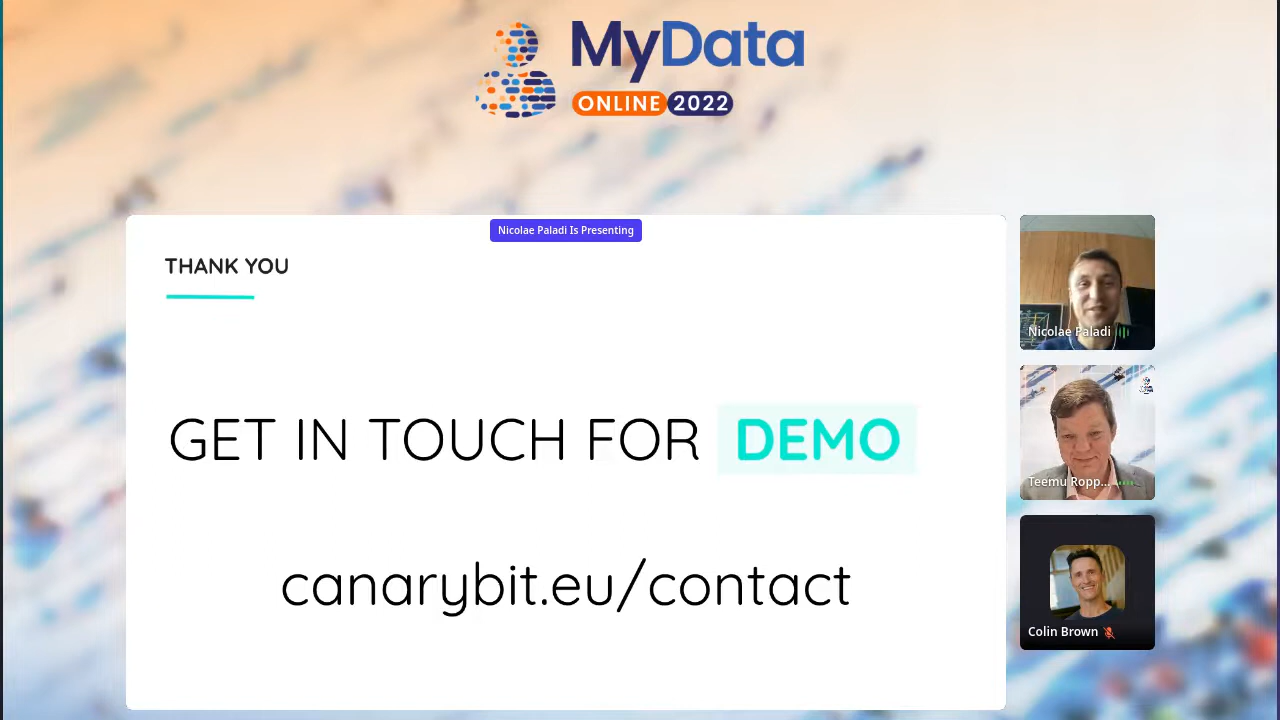 MyData
ONLINE 2022
Nicolae Paladi Is Presenting
THANK YOU
GET IN TOUCH FOR DEMO
canarybit.eu/contact
Nicolae Paladi
Teemu Ropp...
Colin Brown